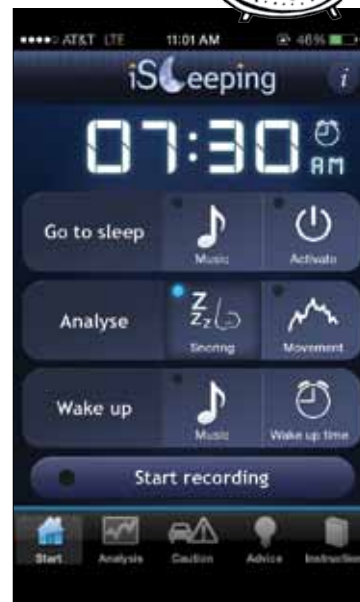 AT&T LTE 11:01 AM 46%
iSleeping i
07:30 AM
Go to sleep Music Activate
Analyse Z Z z Snoring Movement
Wake up Music Wake up time
Start recording
Start Analysis Caution Advice Instruction